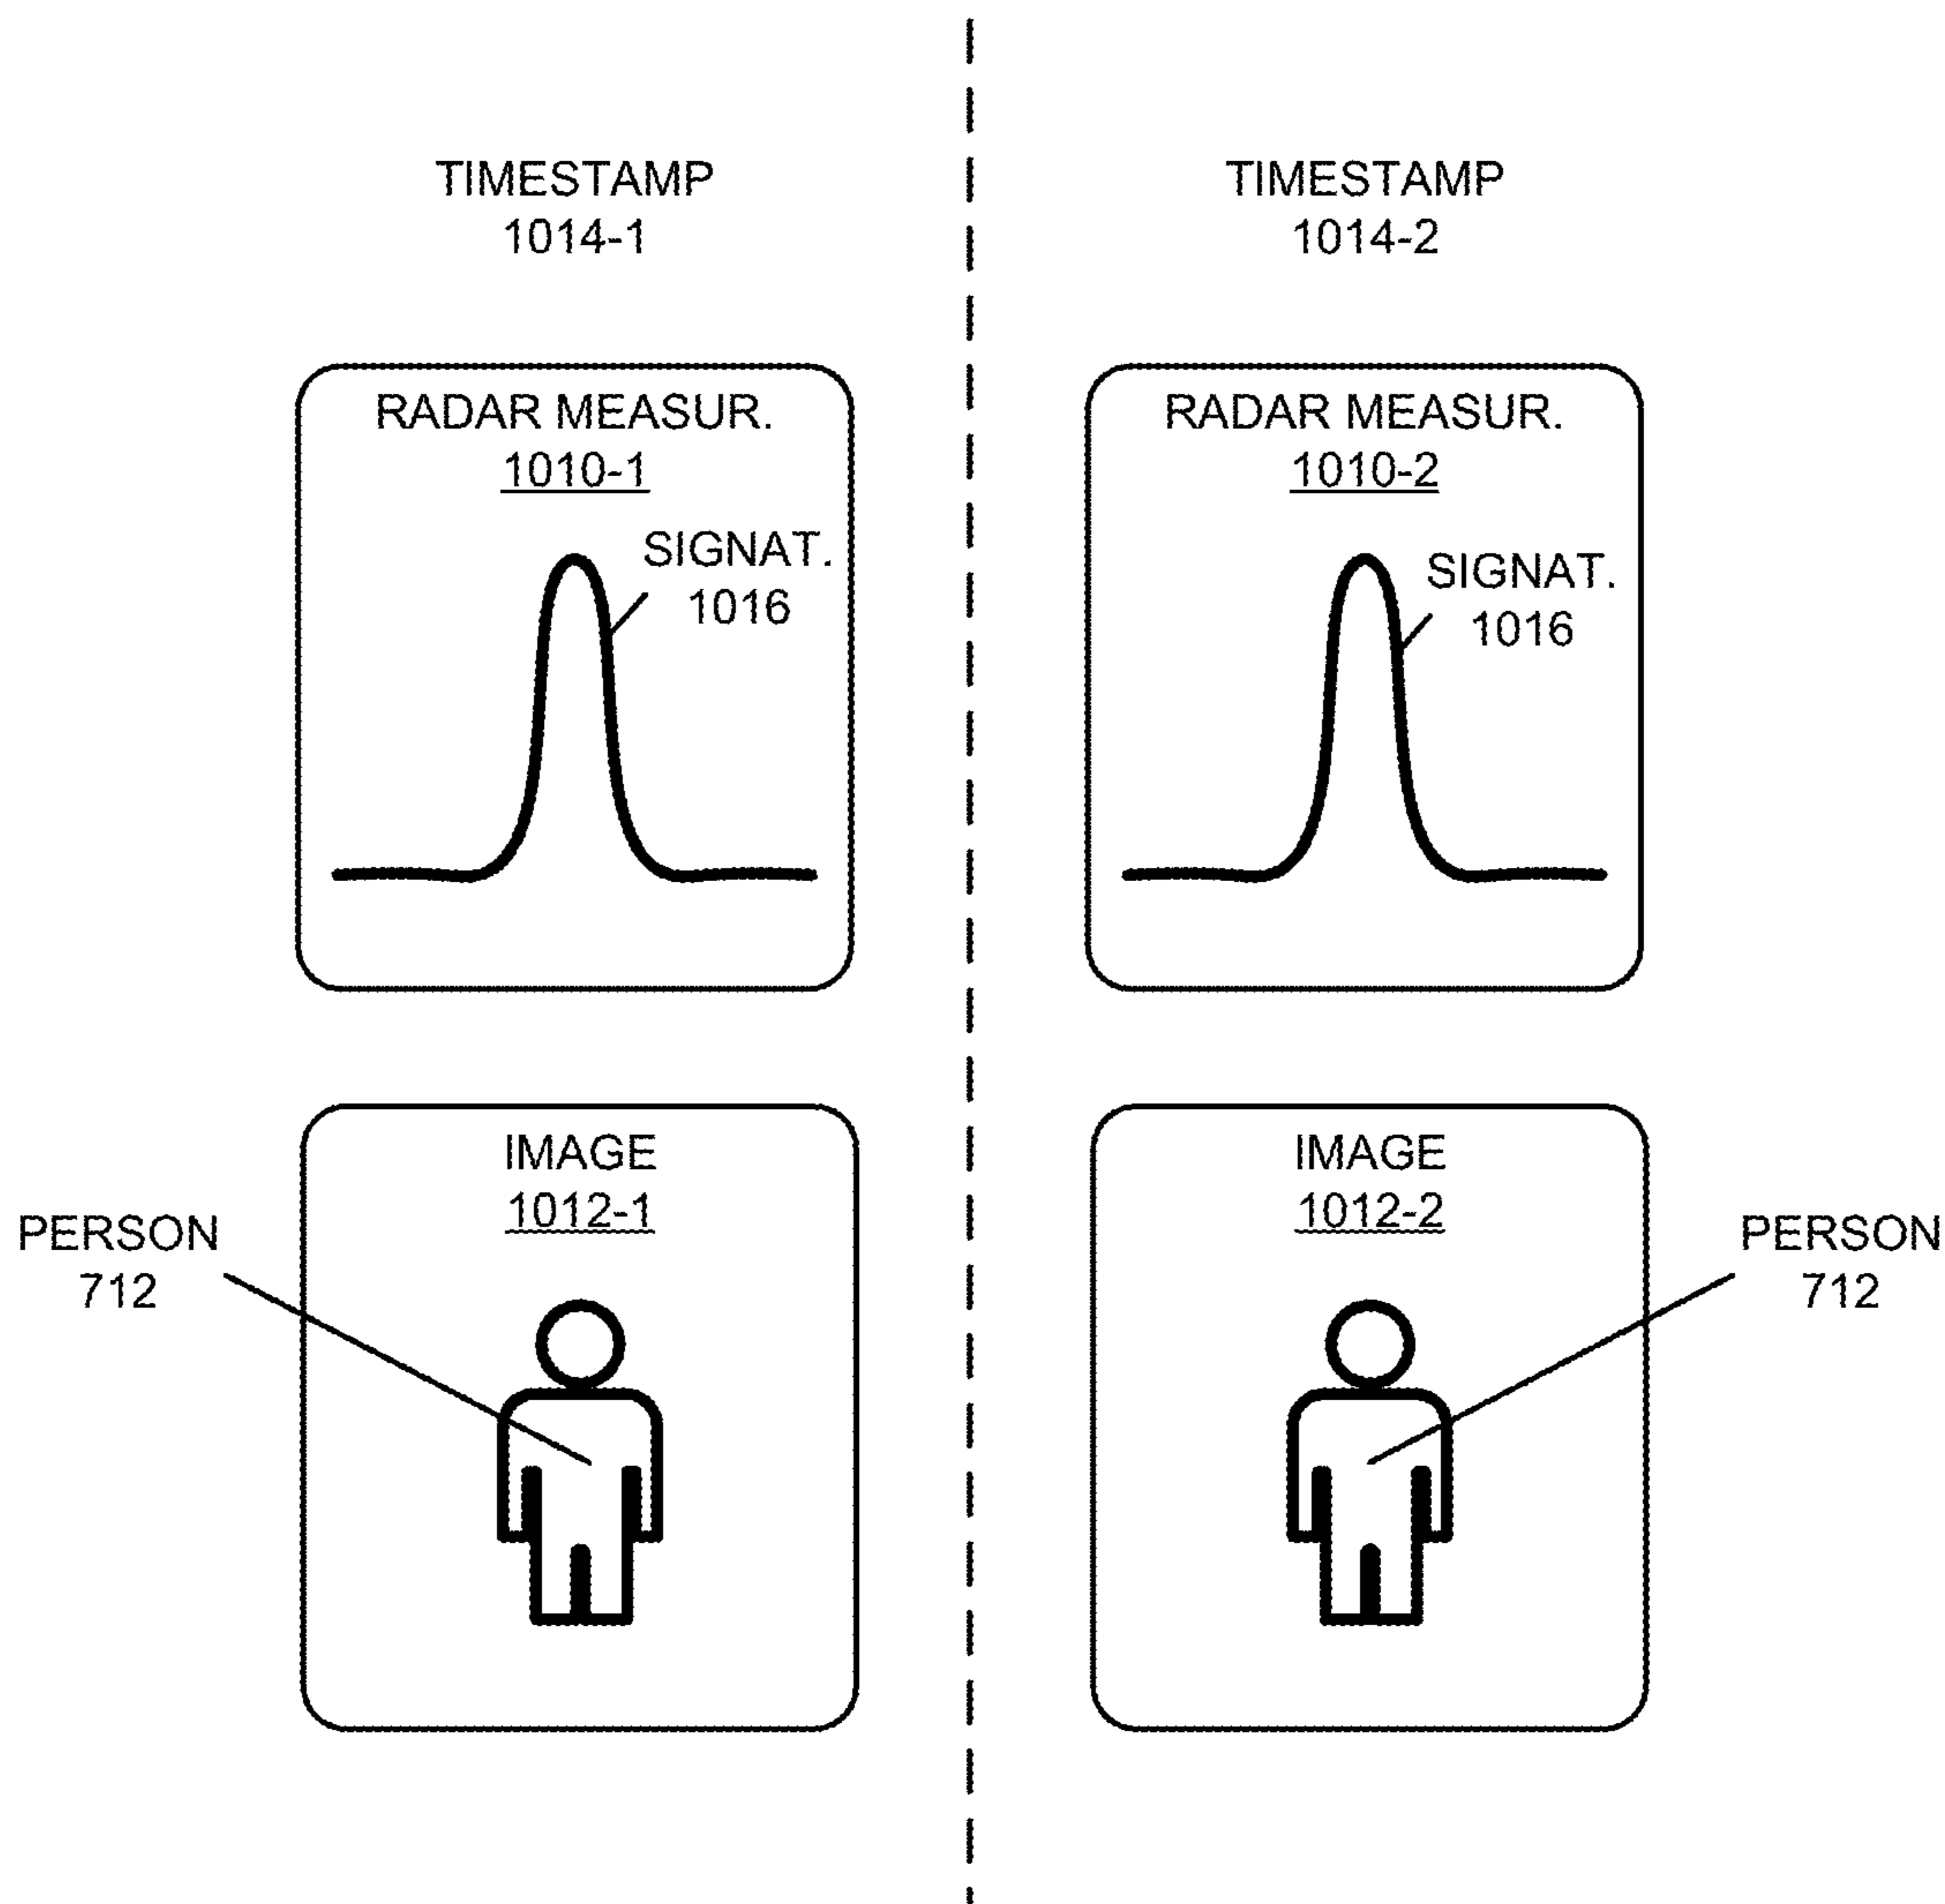 TIMESTAMP
1014-1
RADAR MEASUR.
1010-1
SIGNAT.
1016
IMAGE
1012-1
PERSON
712
TIMESTAMP
1014-2
RADAR MEASUR.
1010-2
SIGNAT.
1016
IMAGE
1012-2
PERSON
712